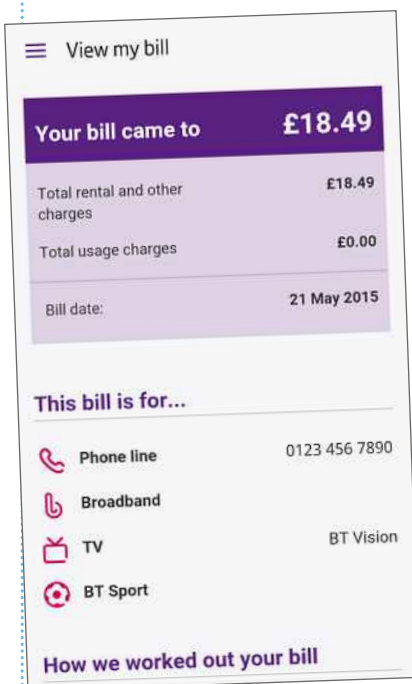 View my bill
Your bill came to £18.49
Total rental and other £18.49
charges
Total usage charges £0.00
Bill date: 21 May 2015
This bill is for...
Phone line 0123 456 7890
Broadband
TV BT Vision
BT Sport
How we worked out your bill